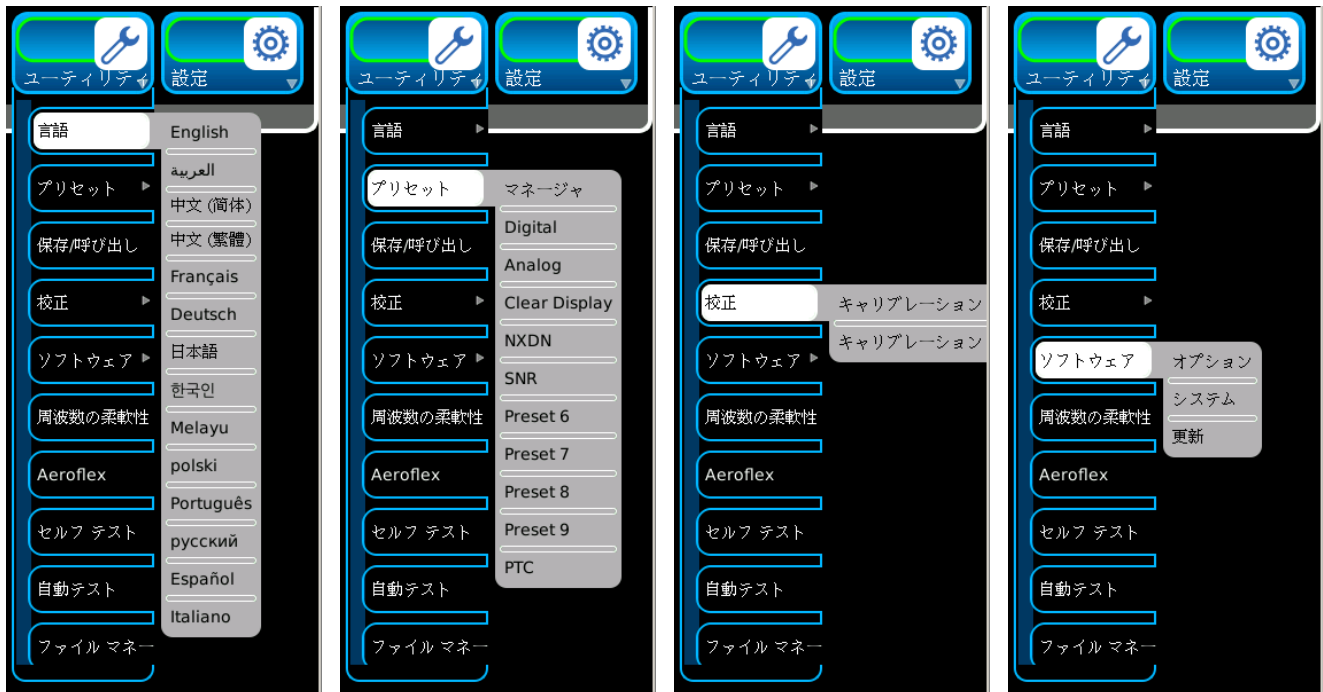 ユーティリティ
設定
言語
プリセット
保存/呼び出し
校正
ソフトウェア
周波数の柔軟性
Aeroflex
セルフ テスト
自動テスト
ファイル マネー
English
العربية
中文 (简体)
中文 (繁體)
Français
Deutsch
日本語
한국인
Melayu
polski
Português
русский
Español
Italiano
ユーティリティ
設定
言語
プリセット
保存/呼び出し
校正
ソフトウェア
周波数の柔軟性
Aeroflex
セルフ テスト
自動テスト
ファイル マネー
マネージャ
Digital
Analog
Clear Display
NXDN
SNR
Preset 6
Preset 7
Preset 8
Preset 9
PTC
ユーティリティ
設定
言語
プリセット
保存/呼び出し
校正
ソフトウェア
周波数の柔軟性
Aeroflex
セルフ テスト
自動テスト
ファイル マネー
キャリブレーション
キャリブレーション
ユーティリティ
設定
言語
プリセット
保存/呼び出し
校正
ソフトウェア
周波数の柔軟性
Aeroflex
セルフ テスト
自動テスト
ファイル マネー
オプション
システム
更新